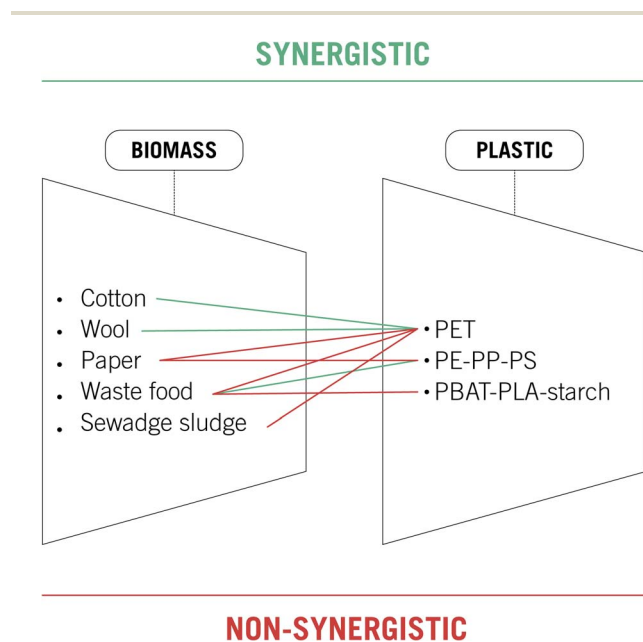 SYNERGISTIC
BIOMASS
PLASTIC
• Cotton
• Wool
• Paper
• Waste food
• Sewadge sludge
• PET
• PE-PP-PS
• PBAT-PLA-starch
NON-SYNERGISTIC